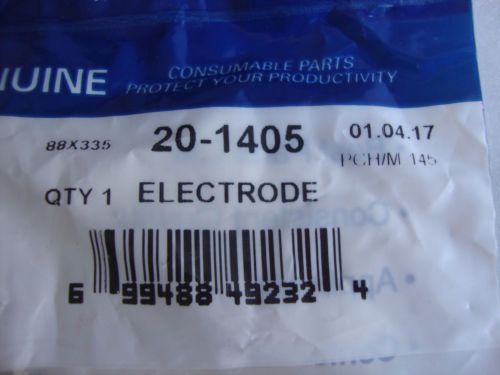 CONSUMABLE PARTS
PROTECT YOUR PRODUCTIVITY
88X335 20-1405 01.04.17
PCH/M 145
QTY 1 ELECTRODE
6 99488 49232 4